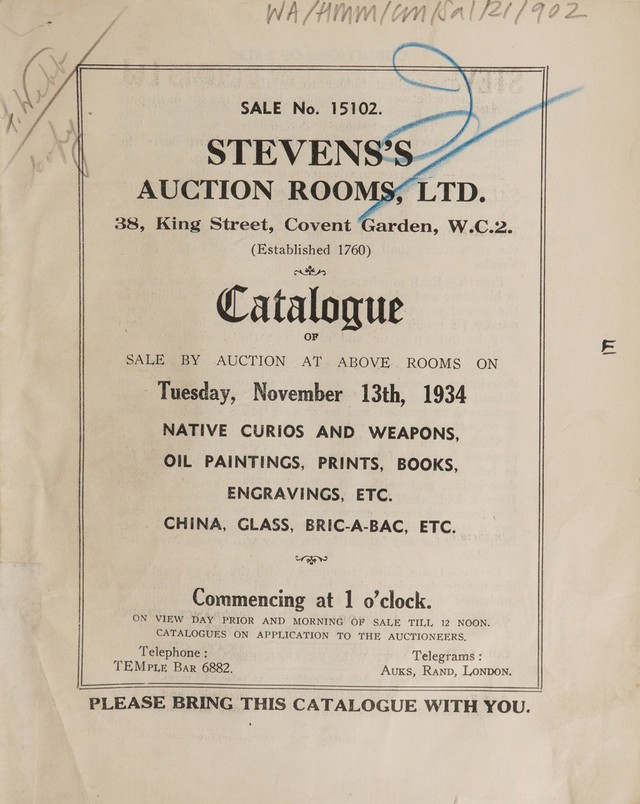 WA/HMM/CM/Sal/21/902
F. Webb
copy
SALE No. 15102.
STEVENS'S
AUCTION ROOMS, LTD.
38, King Street, Covent Garden, W.C.2.
(Established 1760)
Catalogue
OF
SALE BY AUCTION AT ABOVE ROOMS ON
Tuesday, November 13th, 1934
NATIVE CURIOS AND WEAPONS,
OIL PAINTINGS, PRINTS, BOOKS,
ENGRAVINGS, ETC.
CHINA, GLASS, BRIC-A-BAC, ETC.
Commencing at 1 o'clock.
ON VIEW DAY PRIOR AND MORNING OF SALE TILL 12 NOON.
CATALOGUES ON APPLICATION TO THE AUCTIONEERS.
Telephone :
TEMPLE BAR 6882.
Telegrams :
AUKS, RAND, LONDON.
PLEASE BRING THIS CATALOGUE WITH YOU.
E